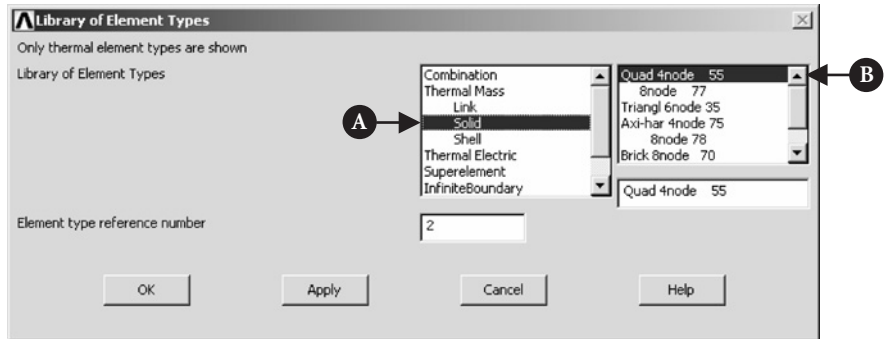 Library of Element Types
Only thermal element types are shown
Library of Element Types
Combination
Thermal Mass
Link
Solid
Shell
Thermal Electric
Superelement
InfiniteBoundary
Quad 4node 55
8node 77
Triangl 6node 35
Axi-har 4node 75
8node 78
Brick 8node 70
Quad 4node 55
A
B
Element type reference number
2
OK
Apply
Cancel
Help